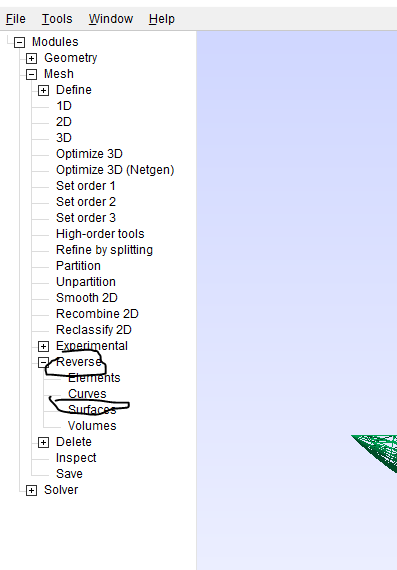 File Tools Window Help
Modules
Geometry
Mesh
Define
1D
2D
3D
Optimize 3D
Optimize 3D (Netgen)
Set order 1
Set order 2
Set order 3
High-order tools
Refine by splitting
Partition
Unpartition
Smooth 2D
Recombine 2D
Reclassify 2D
Experimental
Reverse
Elements
Curves
Surfaces
Volumes
Delete
Inspect
Save
Solver